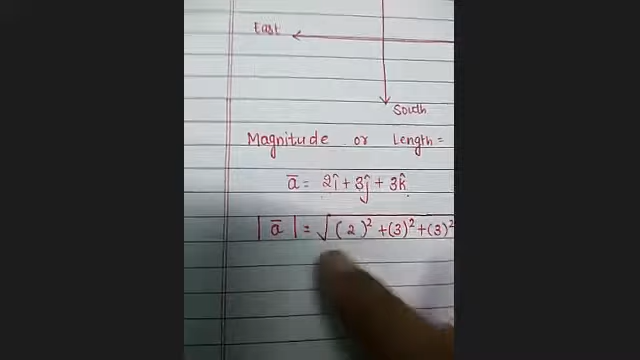 East
South
Magnitude or Length =
a̅ = 2î + 3ĵ + 3k̂
|a̅| = √(2)² + (3)² + (3)²